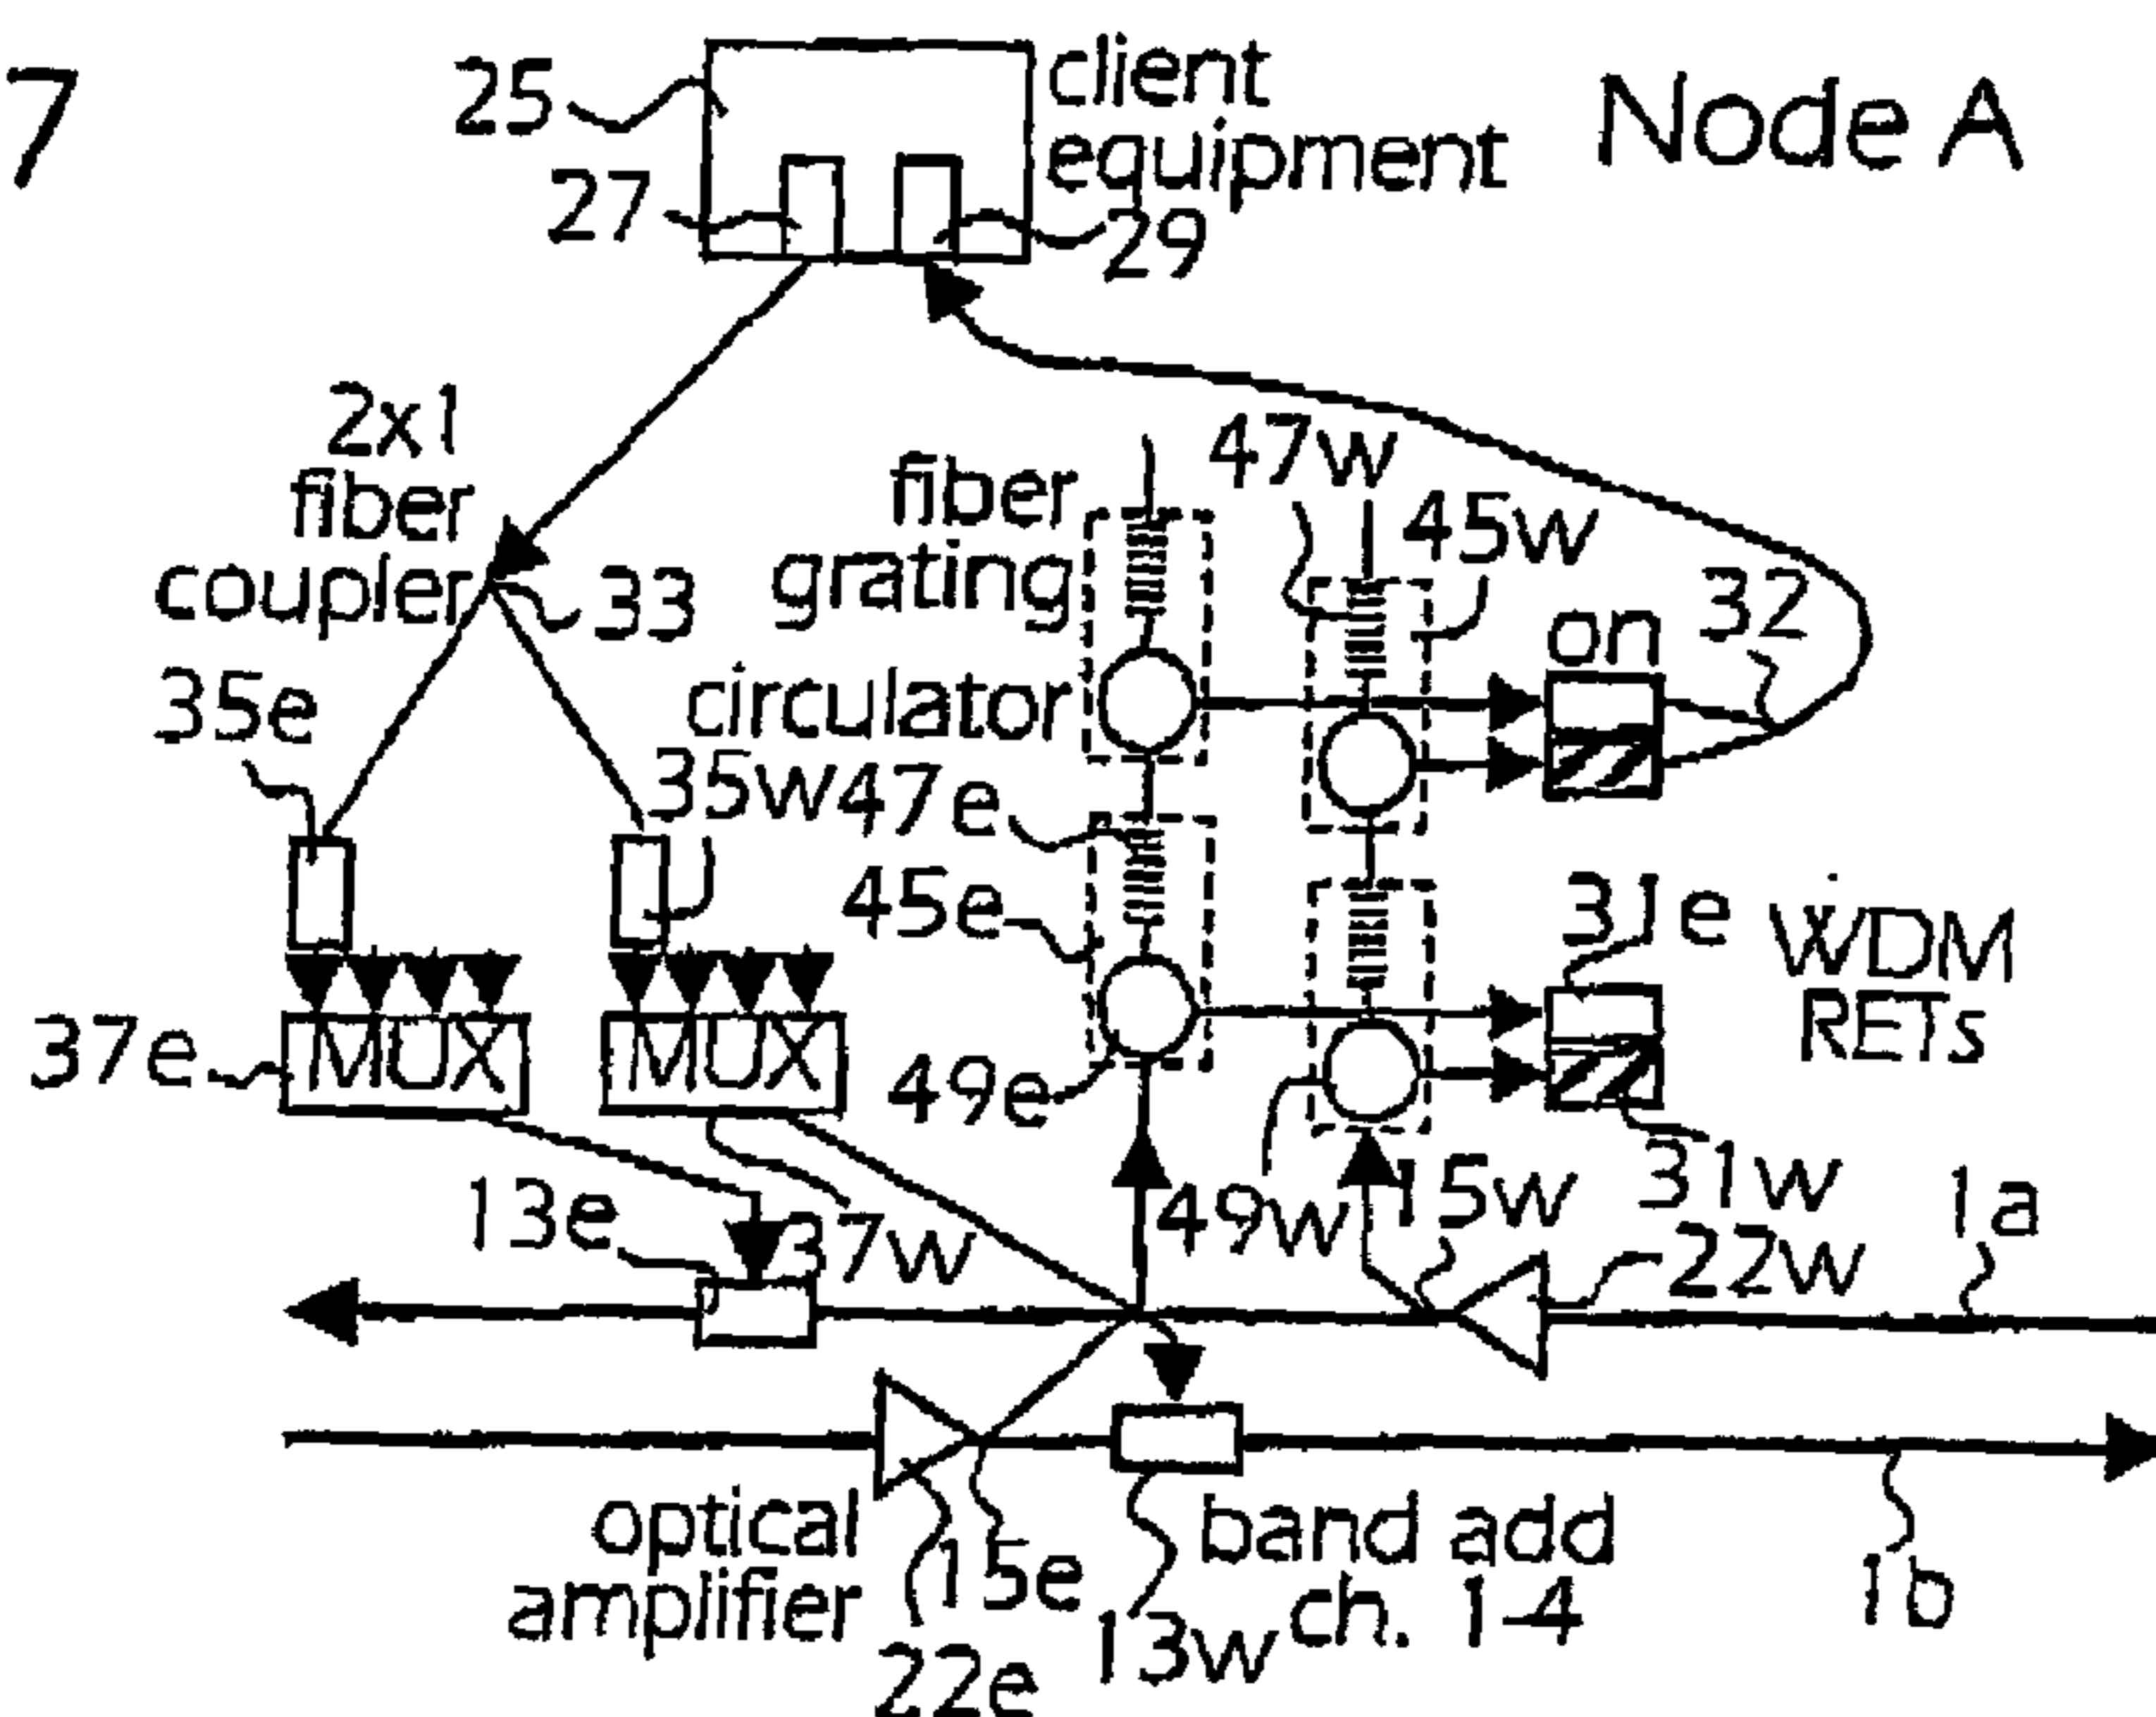 7
25
client
equipment
Node A
27
29
2x1
fiber
coupler
33
fiber
grating
47w
45w
32
on
35e
circulator
35w
47e
45e
31e
WDM
RETs
37e
MUX
MUX
49e
13e
37w
49w
15w
31w
22w
1a
optical
amplifier
15e
22e
13w
band add
ch. 1-4
1b